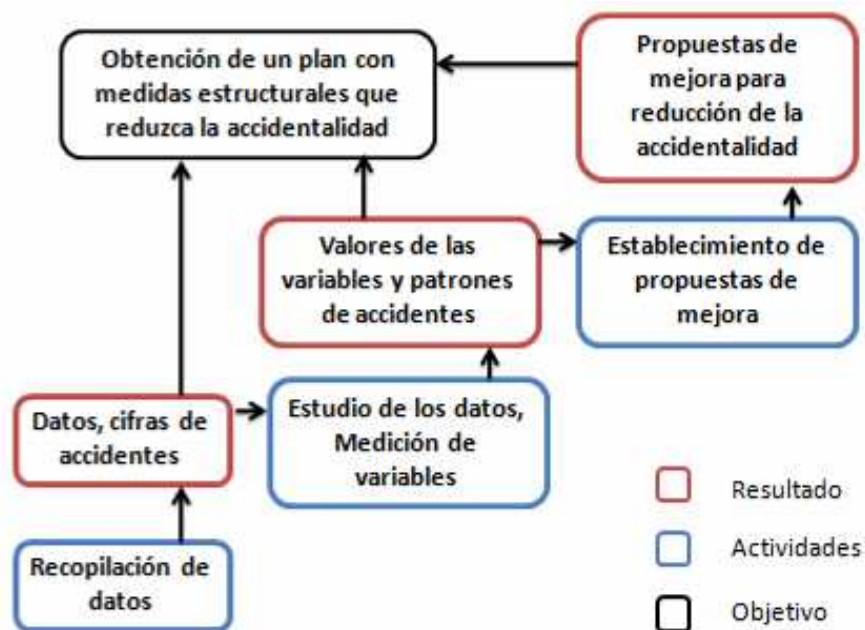 Obtención de un plan con
medidas estructurales que
reduzca la accidentalidad
Propuestas de
mejora para
reducción de la
accidentalidad
Valores de las
variables y patrones
de accidentes
Establecimiento de
propuestas de
mejora
Datos, cifras de
accidentes
Estudio de los datos,
Medición de
variables
Recopilación de
datos
Resultado
Actividades
Objetivo